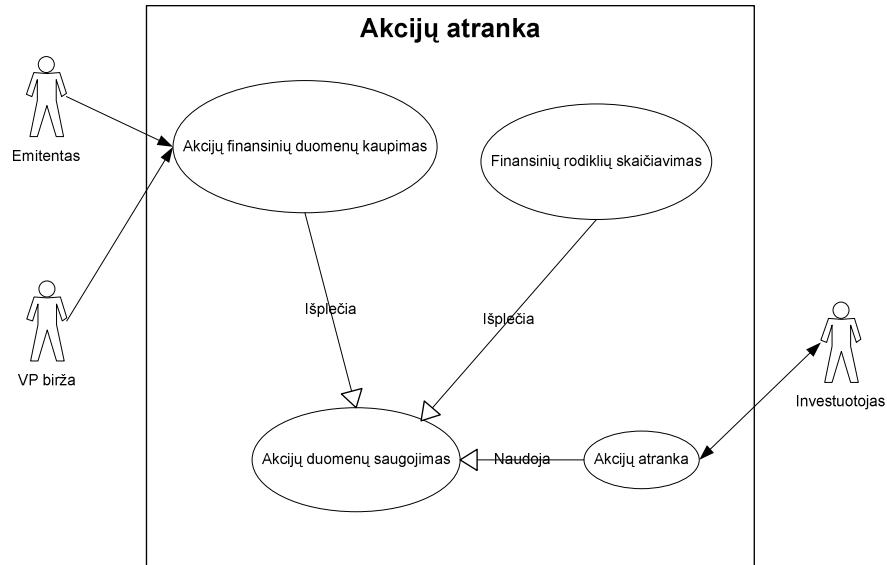 Akcijų atranka
Emitentas
Akcijų finansinių duomenų kaupimas
Finansinių rodiklių skaičiavimas
Išplečia
Išplečia
VP birža
Investuotojas
Akcijų duomenų saugojimas
Naudoja
Akcijų atranka